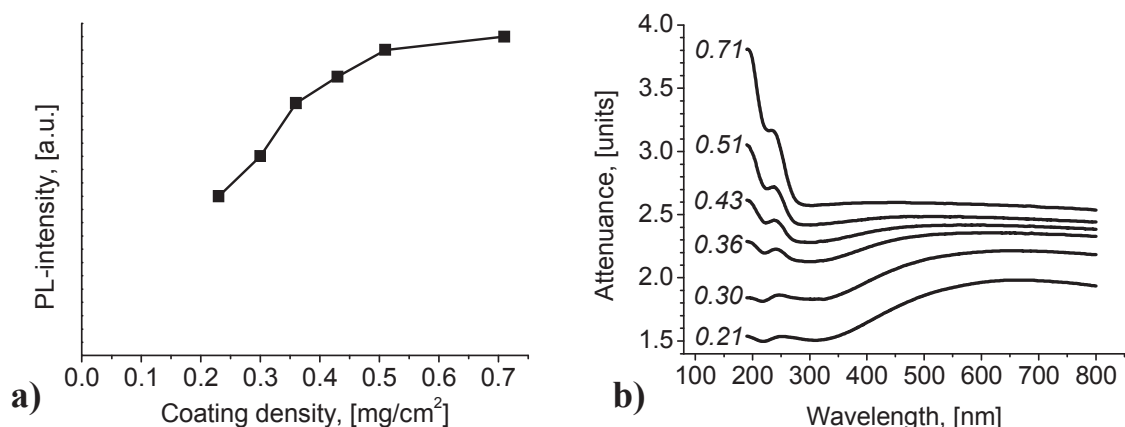 PL-intensity, [a.u.]
0.0 0.1 0.2 0.3 0.4 0.5 0.6 0.7
Coating density, [mg/cm²]
a)
Attenuance, [units]
4.0
3.5
3.0
2.5
2.0
1.5
0.71
0.51
0.43
0.36
0.30
0.21
100 200 300 400 500 600 700 800
Wavelength, [nm]
b)